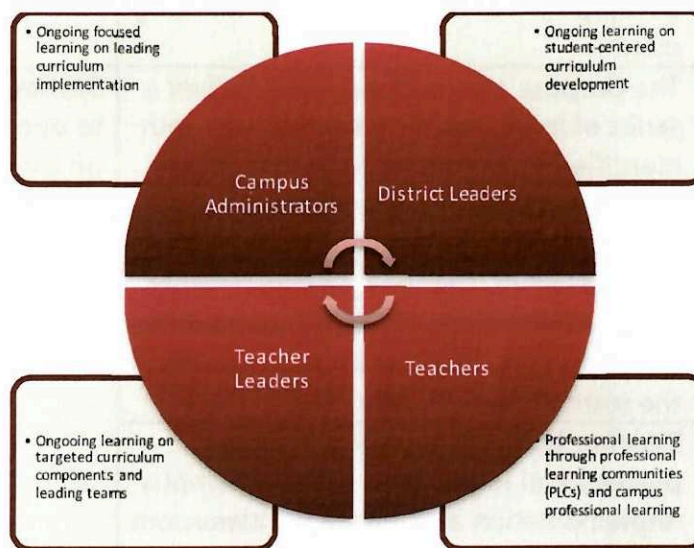 • Ongoing focused
learning on leading
curriculum
implementation
• Ongoing learning on
student-centered
curricululm
development
Campus
Administrators
District Leaders
Teacher
Leaders
Teachers
• Ongooing learning on
targeted curriculum
components and
leading teams
• Professional learning
through professional
learning communities
(PLCs) and campus
professional learning